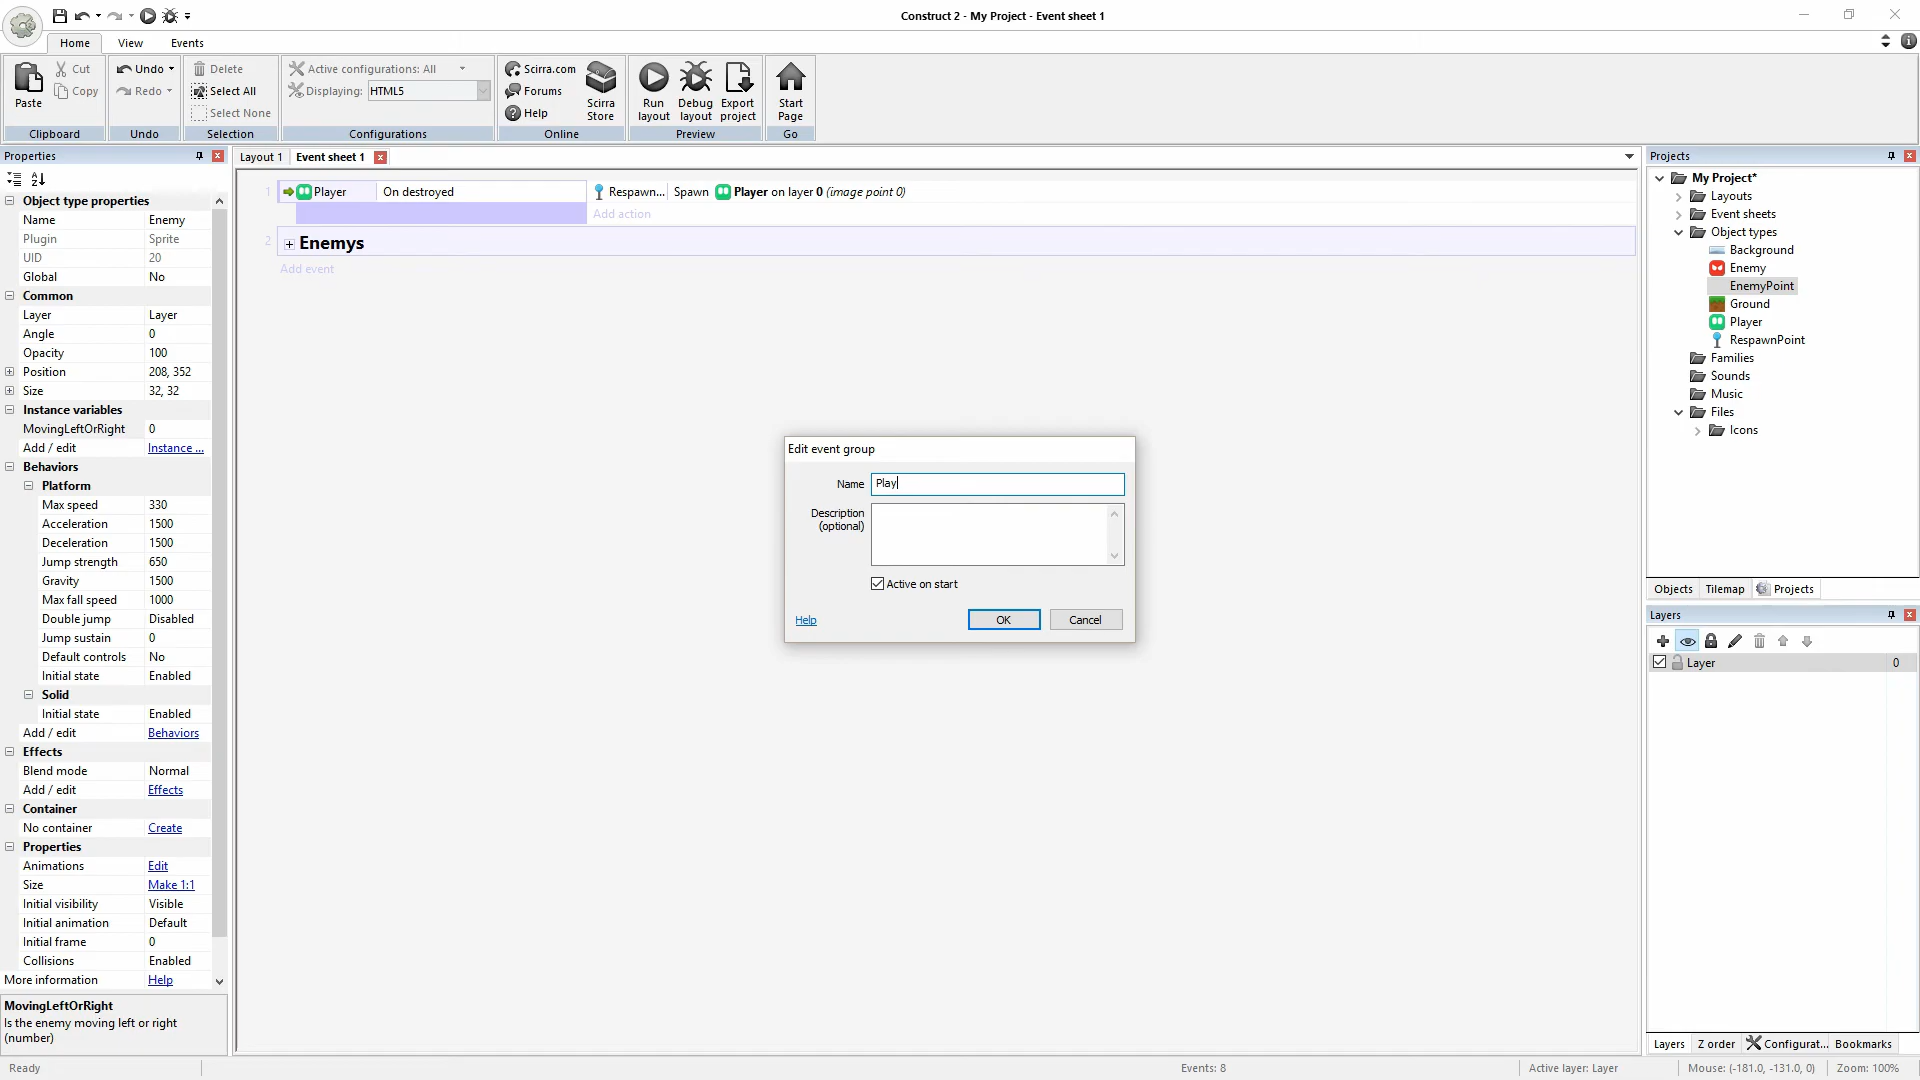 Construct 2 - My Project - Event sheet 1
Home View Events
Paste Cut Copy Clipboard
Undo Redo Undo
Delete Select All Select None Selection
Active configurations: All
Displaying: HTML5
Configurations
Scirra.com Forums Help Scirra Store Online
Run layout Debug layout Export project Preview
Start Page Go
Properties
Object type properties
Name Enemy
Plugin Sprite
UID 20
Global No
Common
Layer Layer
Angle 0
Opacity 100
Position 208, 352
Size 32, 32
Instance variables
MovingLeftOrRight 0
Add / edit Instance ...
Behaviors
Platform
Max speed 330
Acceleration 1500
Deceleration 1500
Jump strength 650
Gravity 1500
Max fall speed 1000
Double jump Disabled
Jump sustain 0
Default controls No
Initial state Enabled
Solid
Initial state Enabled
Add / edit Behaviors
Effects
Blend mode Normal
Add / edit Effects
Container
No container Create
Properties
Animations Edit
Size Make 1:1
Initial visibility Visible
Initial animation Default
Initial frame 0
Collisions Enabled
More information Help
MovingLeftOrRight
Is the enemy moving left or right
(number)
Layout 1 Event sheet 1
1 Player On destroyed Respawn... Spawn Player on layer 0 (image point 0)
Add action
2 Enemys
Add event
Edit event group
Name Play
Description
(optional)
Active on start
Help OK Cancel
Projects
My Project*
Layouts
Event sheets
Object types
Background
Enemy
EnemyPoint
Ground
Player
RespawnPoint
Families
Sounds
Music
Files
Icons
Objects Tilemap Projects
Layers
Layer 0
Layers Z order Configurat... Bookmarks
Ready Events: 8 Active layer: Layer Mouse: (-181.0, -131.0, 0) Zoom: 100%